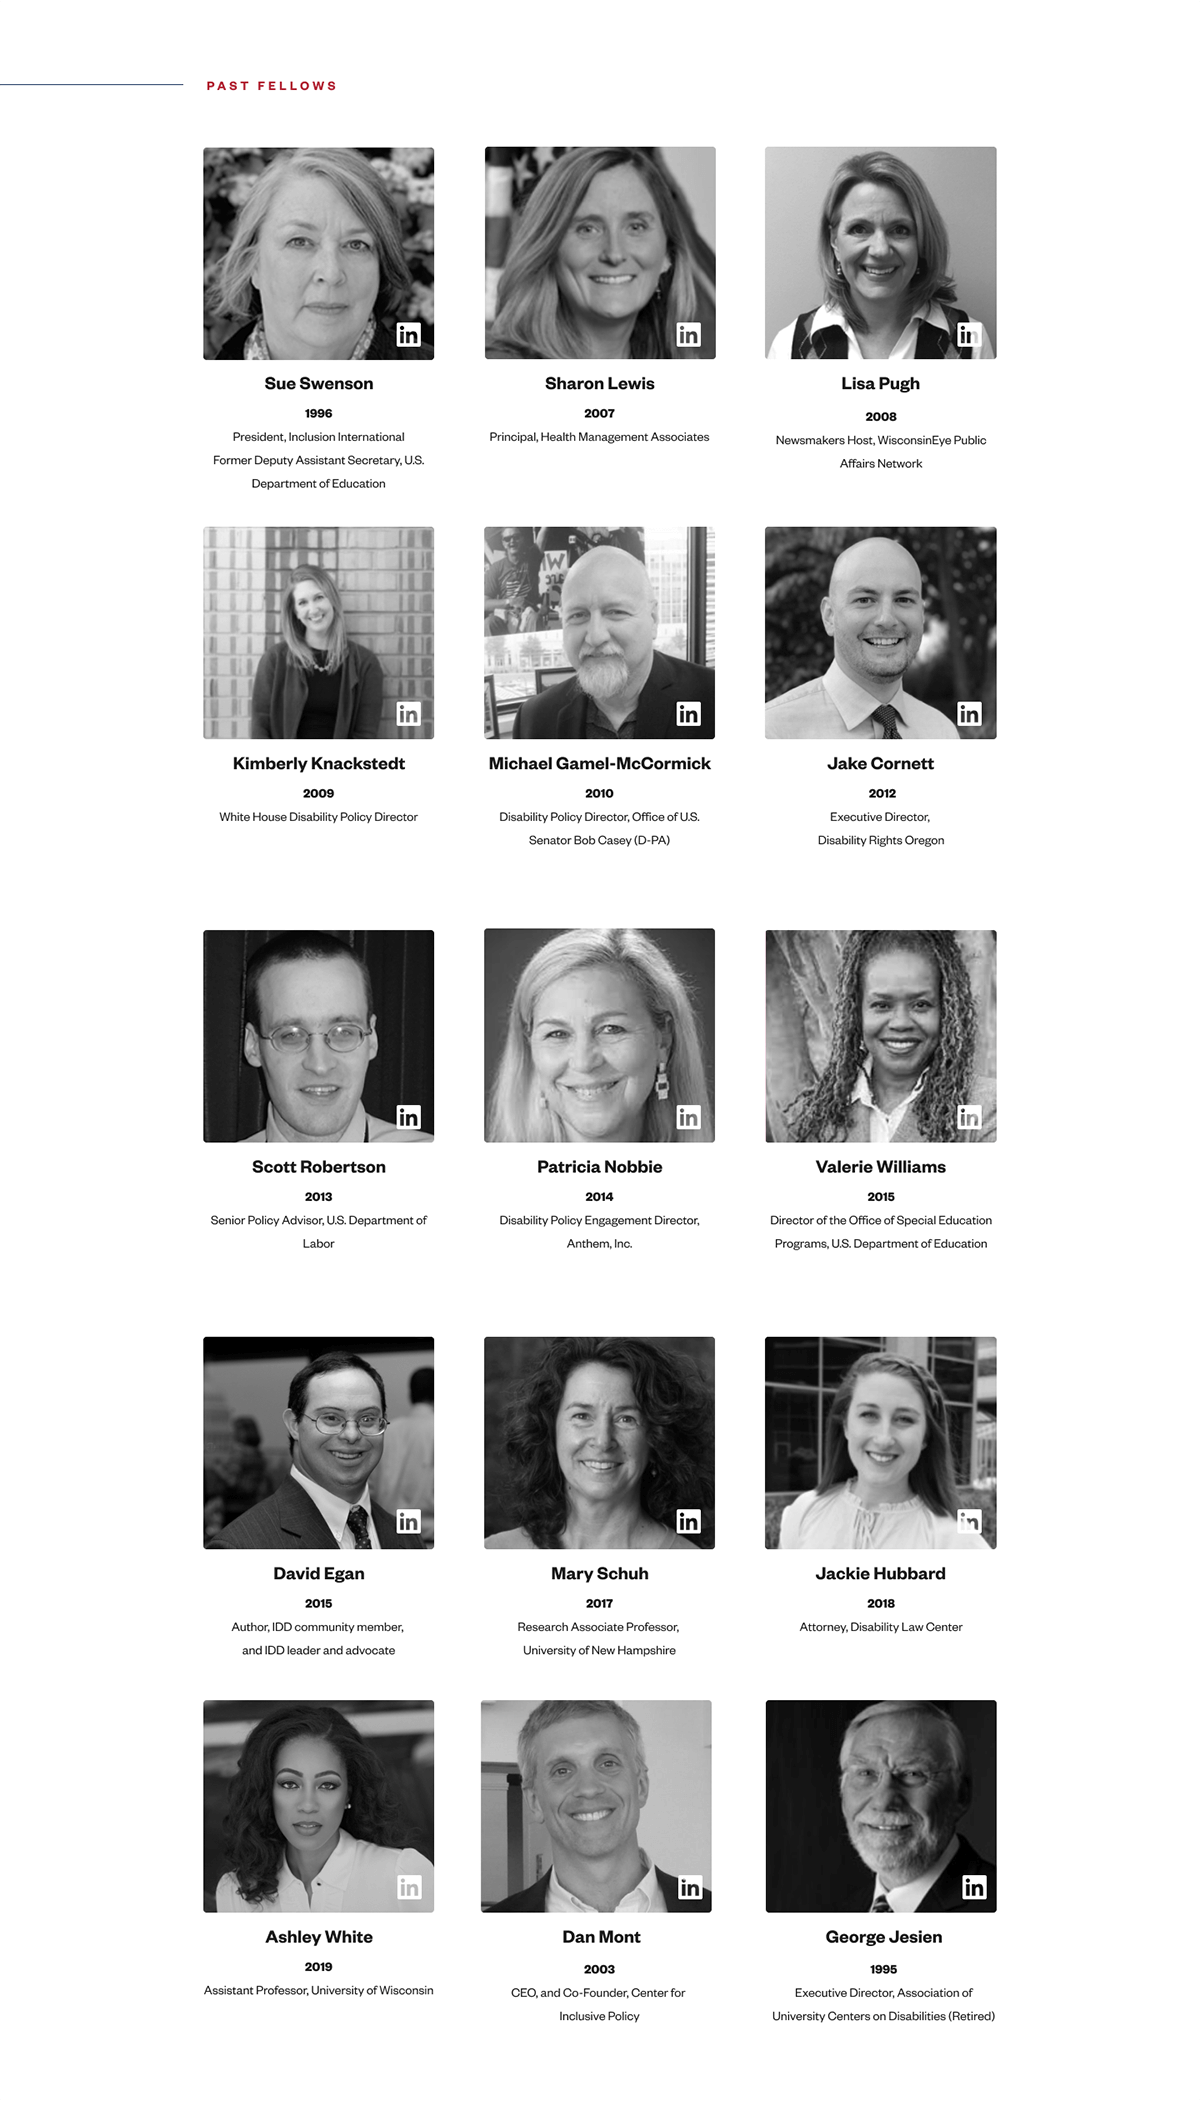 PAST FELLOWS
in
in
in
Sue Swenson
1996
President, Inclusion International
Former Deputy Assistant Secretary, U.S.
Department of Education
Sharon Lewis
2007
Principal, Health Management Associates
Lisa Pugh
2008
Newsmakers Host, WisconsinEye Public
Affairs Network
in
in
in
Kimberly Knackstedt
2009
White House Disability Policy Director
Michael Gamel-McCormick
2010
Disability Policy Director, Office of U.S.
Senator Bob Casey (D-PA)
Jake Cornett
2012
Executive Director,
Disability Rights Oregon
in
in
in
Scott Robertson
2013
Senior Policy Advisor, U.S. Department of
Labor
Patricia Nobbie
2014
Disability Policy Engagement Director,
Anthem, Inc.
Valerie Williams
2015
Director of the Office of Special Education
Programs, U.S. Department of Education
in
in
in
David Egan
2015
Author, IDD community member,
and IDD leader and advocate
Mary Schuh
2017
Research Associate Professor,
University of New Hampshire
Jackie Hubbard
2018
Attorney, Disability Law Center
in
in
in
Ashley White
2019
Assistant Professor, University of Wisconsin
Dan Mont
2003
CEO, and Co-Founder, Center for
Inclusive Policy
George Jesien
1995
Executive Director, Association of
University Centers on Disabilities (Retired)